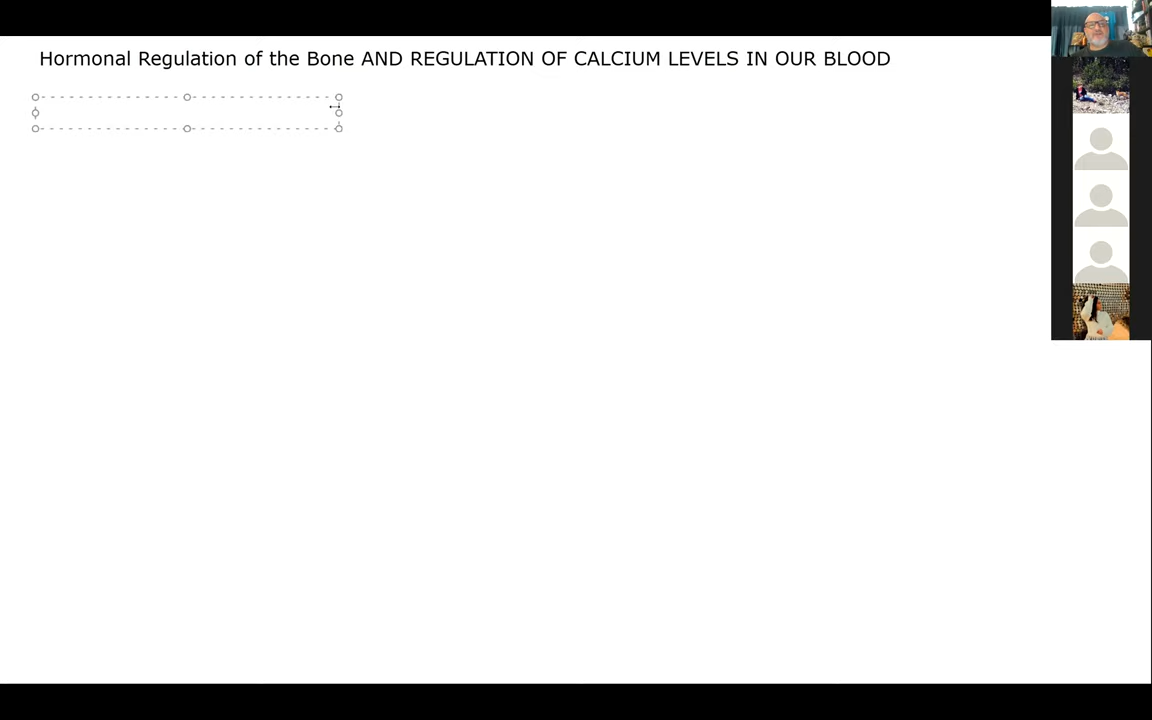 Hormonal Regulation of the Bone AND REGULATION OF CALCIUM LEVELS IN OUR BLOOD